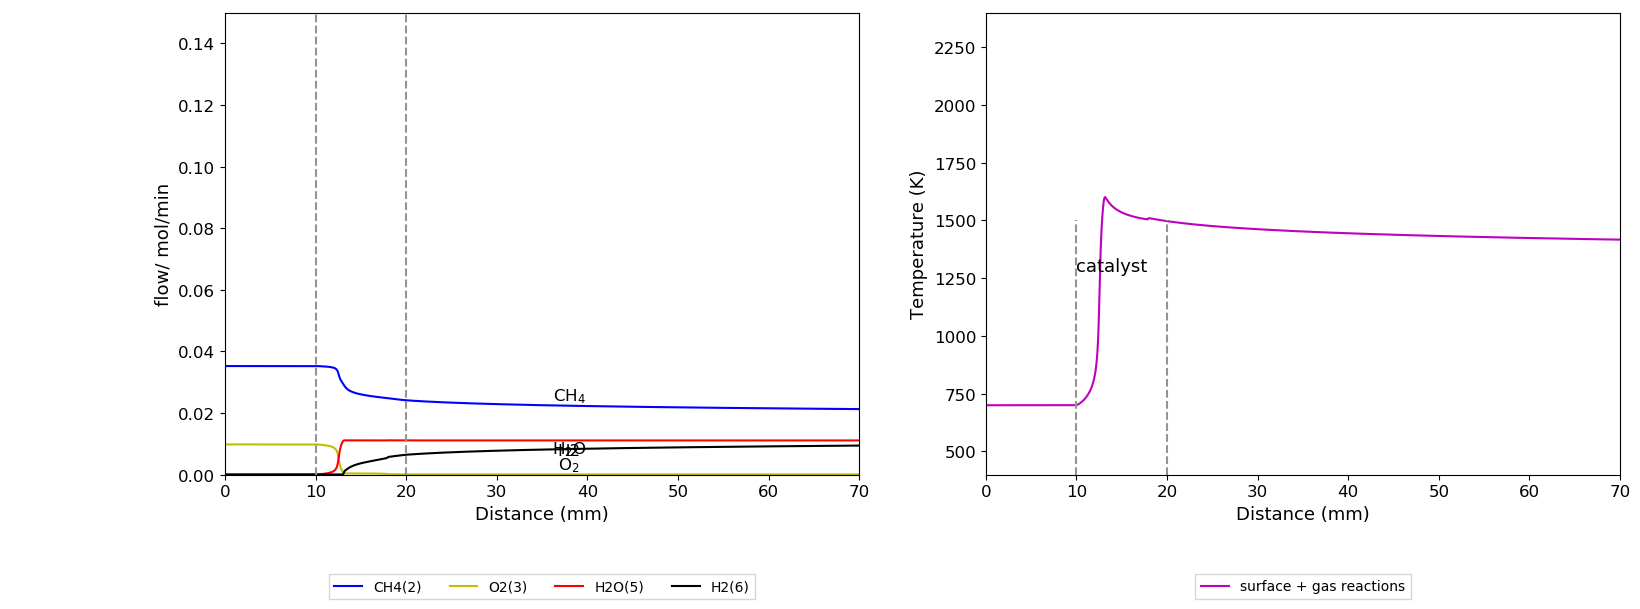 0.14
0.12
0.10
0.08
0.06
0.04
0.02
0.00
flow/ mol/min
CH₄
H₂O
H2
O₂
0 10 20 30 40 50 60 70
Distance (mm)
CH4(2) O2(3) H2O(5) H2(6)
2250
2000
1750
1500
1250
1000
750
500
Temperature (K)
catalyst
0 10 20 30 40 50 60 70
Distance (mm)
surface + gas reactions